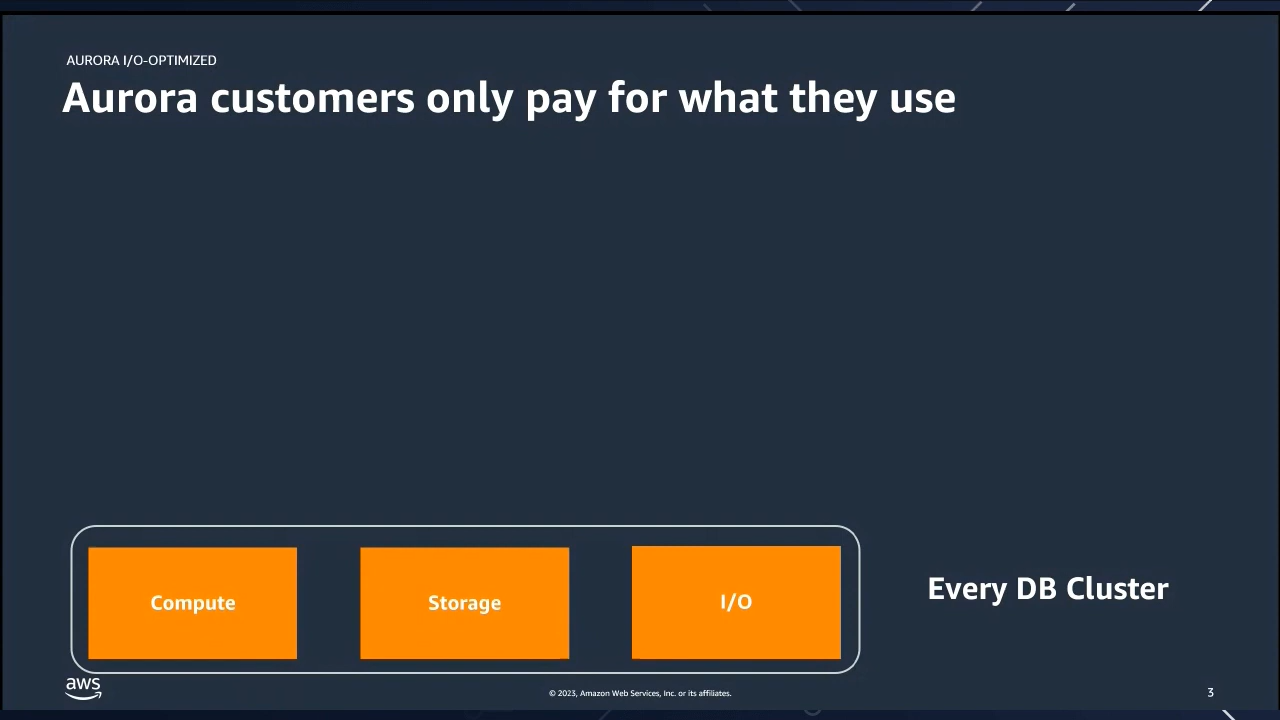 AURORA I/O-OPTIMIZED
Aurora customers only pay for what they use
Compute
Storage
I/O
Every DB Cluster
aws
© 2023, Amazon Web Services, Inc. or its affiliates.
3